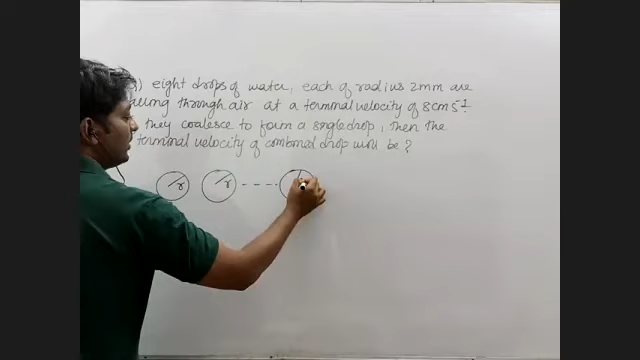 ) eight drops of water, each of radius 2mm are
through air at a terminal velocity of 8cm s⁻¹.
they coalesce to form a single drop, then the
terminal velocity of combined drop will be ?
r r